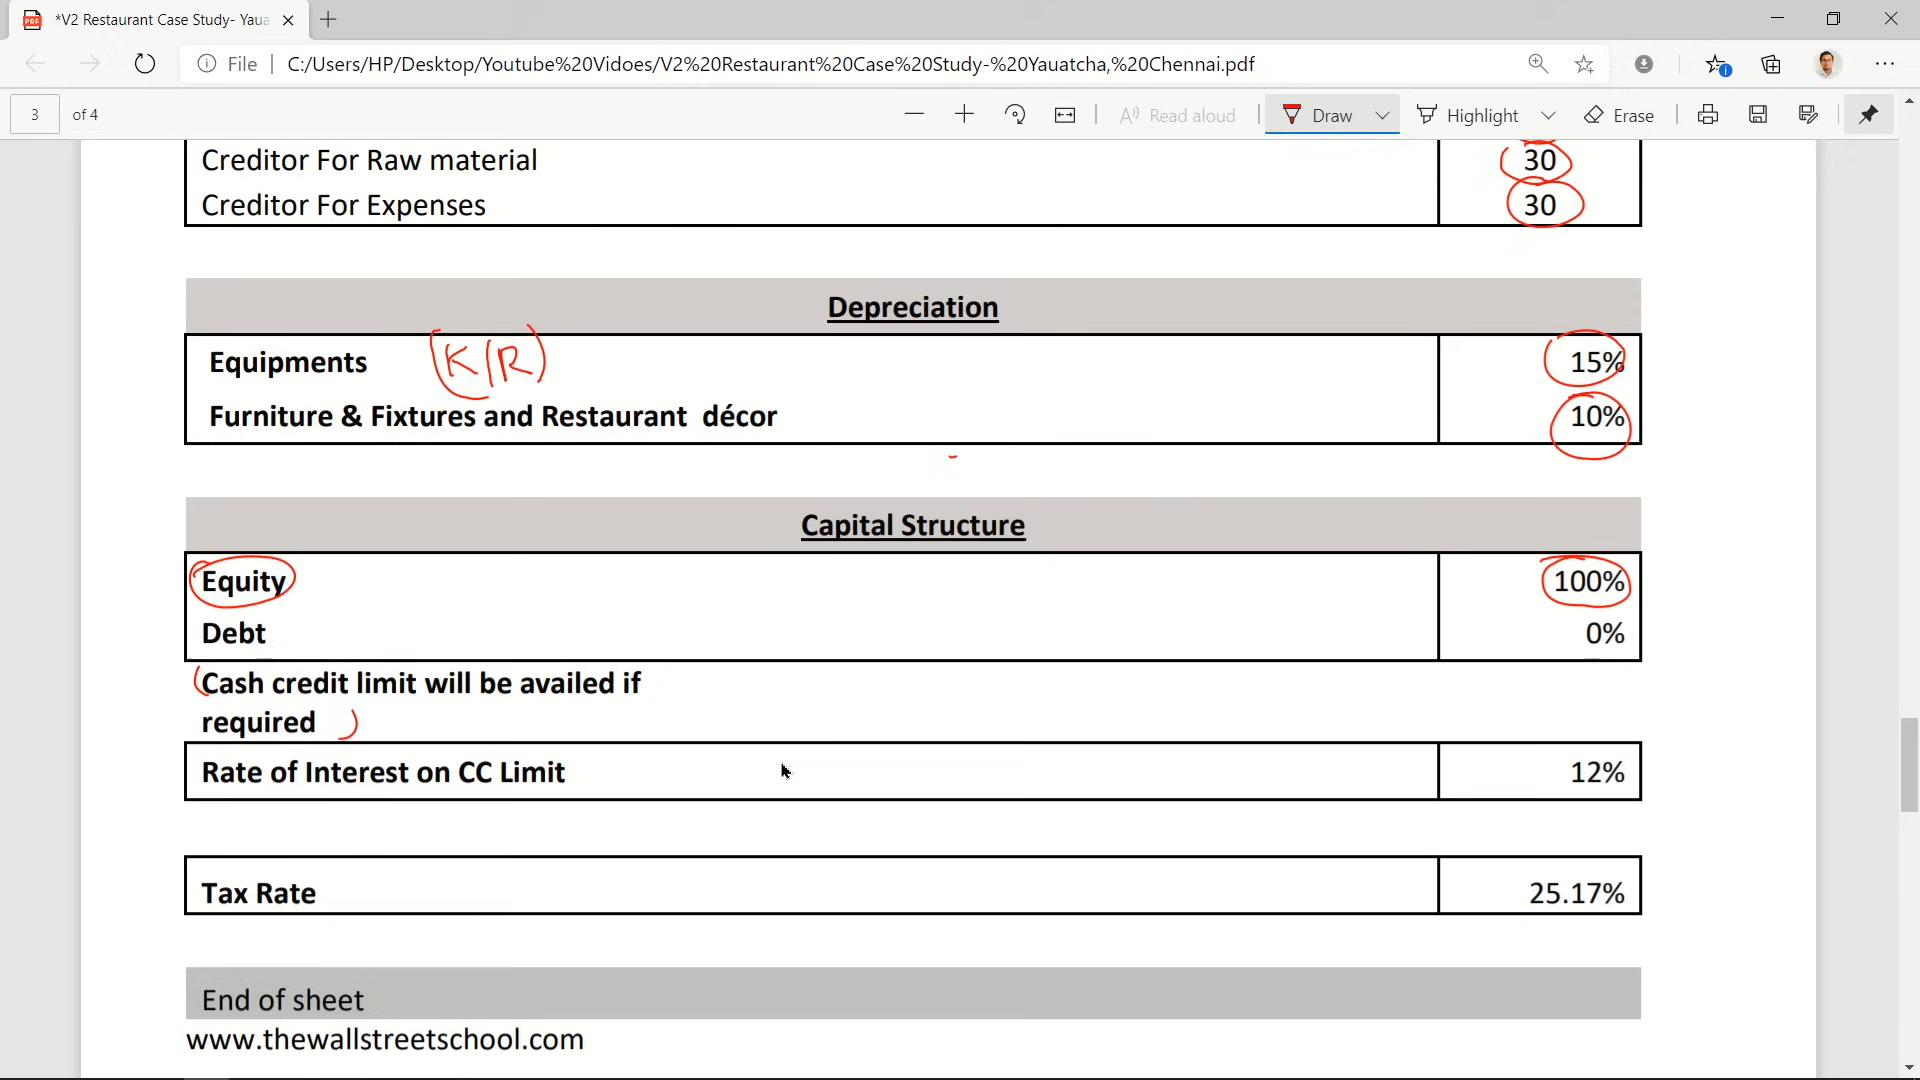 *V2 Restaurant Case Study- Yaua
File
C:/Users/HP/Desktop/Youtube%20Vidoes/V2%20Restaurant%20Case%20Study-%20Yauatcha,%20Chennai.pdf
3 of 4
Read aloud
Draw
Highlight
Erase
Creditor For Raw material 30
Creditor For Expenses 30
Depreciation
Equipments (K/R) 15%
Furniture & Fixtures and Restaurant décor 10%
Capital Structure
Equity 100%
Debt 0%
(Cash credit limit will be availed if
required )
Rate of Interest on CC Limit 12%
Tax Rate 25.17%
End of sheet
www.thewallstreetschool.com